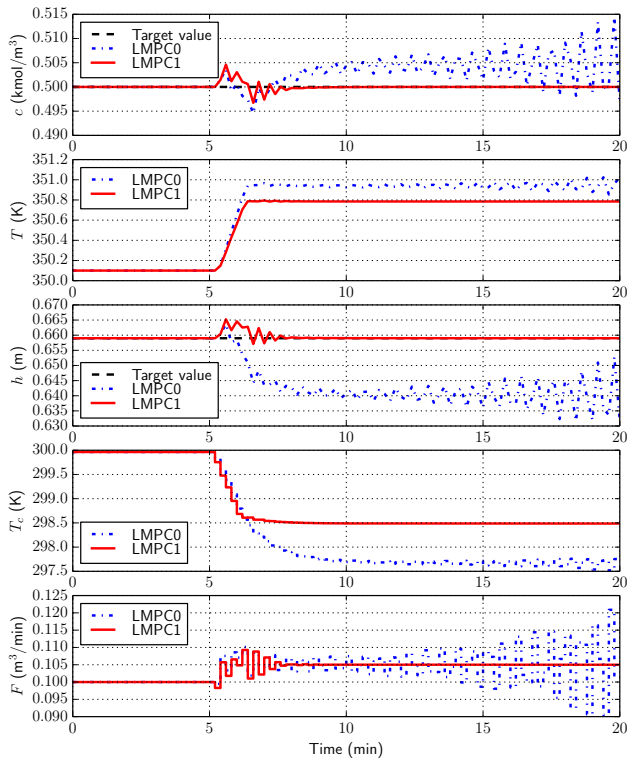 0.515
0.510
0.505
0.500
0.495
0.490
c (kmol/m³)
Target value
LMPC0
LMPC1
0 5 10 15 20
351.2
351.0
350.8
350.6
350.4
350.2
350.0
T (K)
LMPC0
LMPC1
0 5 10 15 20
0.670
0.665
0.660
0.655
0.650
0.645
0.640
0.635
0.630
h (m)
Target value
LMPC0
LMPC1
0 5 10 15 20
300.0
299.5
299.0
298.5
298.0
297.5
T_c (K)
LMPC0
LMPC1
0 5 10 15 20
0.125
0.120
0.115
0.110
0.105
0.100
0.095
0.090
F (m³/min)
LMPC0
LMPC1
0 5 10 15 20
Time (min)